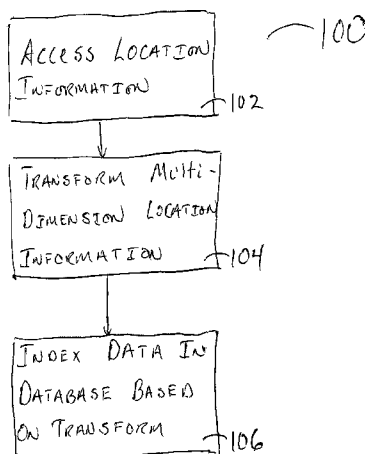 100
ACCESS LOCATION
INFORMATION
102
TRANSFORM MULTI-
DIMENSION LOCATION
INFORMATION
104
INDEX DATA IN
DATABASE BASED
ON TRANSFORM
106